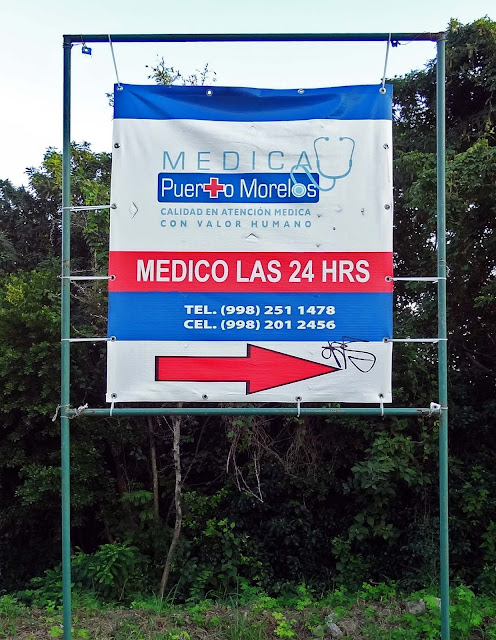 MEDICA
Puerto Morelos
CALIDAD EN ATENCIÓN MEDICA
CON VALOR HUMANO
MEDICO LAS 24 HRS
TEL. (998) 251 1478
CEL. (998) 201 2456